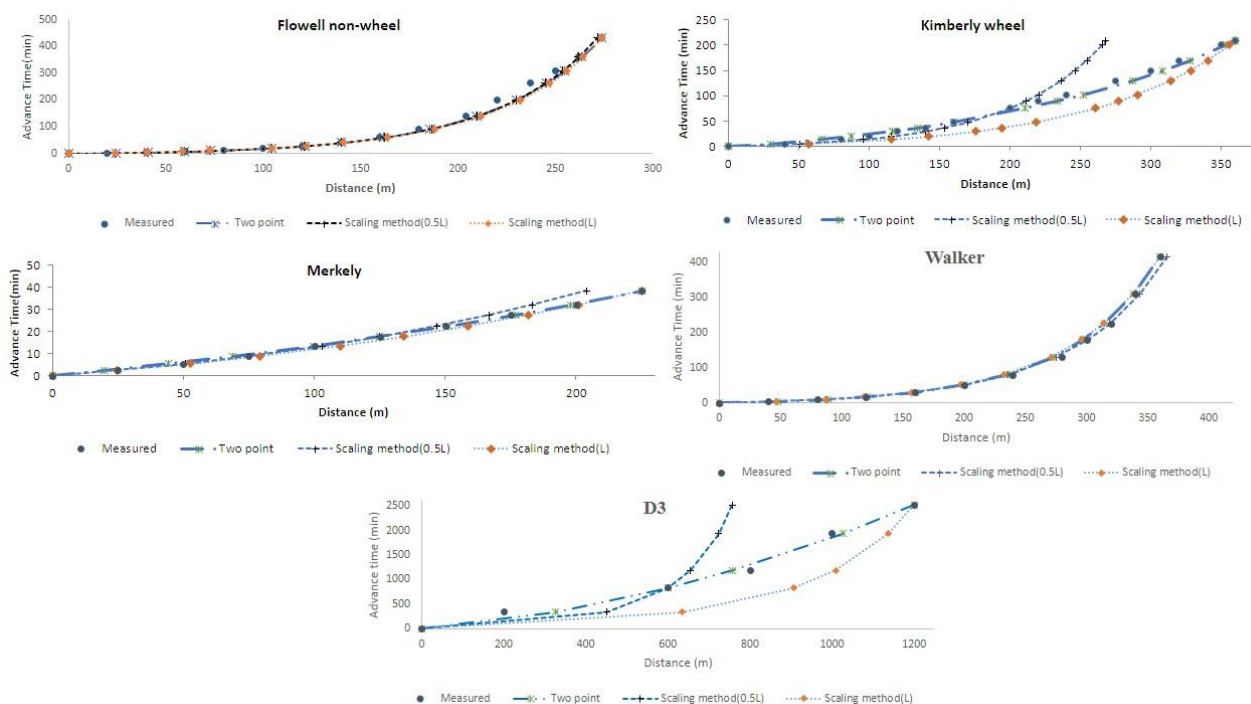 Flowell non-wheel
Advance Time(min)
500
400
300
200
100
0
0 50 100 150 200 250 300
Distance (m)
Measured Two point Scaling method(0.5L) Scaling method(L)
Kimberly wheel
Advance Time (min)
250
200
150
100
50
0
0 50 100 150 200 250 300 350
Distance (m)
Measured Two point Scaling method(0.5L) Scaling method(L)
Merkely
Advance Time(min)
50
40
30
20
10
0
0 50 100 150 200
Distance (m)
Measured Two point Scaling method(0.5L) Scaling method(L)
Walker
Advance Time (min)
400
300
200
100
0
0 50 100 150 200 250 300 350 400
Distance (m)
Measured Two point Scaling method(0.5L) Scaling method(L)
D3
Advance time (min)
2500
2000
1500
1000
500
0
0 200 400 600 800 1000 1200
Distance (m)
Measured Two point Scaling method(0.5L) Scaling method(L)